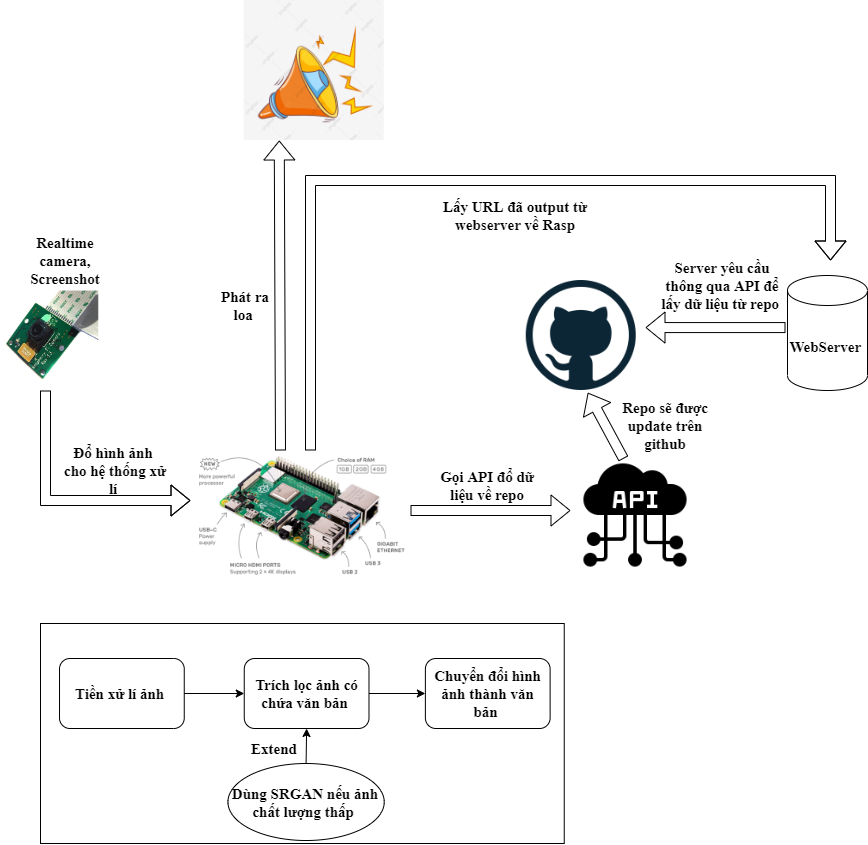 Lấy URL đã output từ
webserver về Rasp
Realtime
camera,
Screenshot
Server yêu cầu
thông qua API để
lấy dữ liệu từ repo
Phát ra
loa
WebServer
Repo sẽ được
update trên
github
Đổ hình ảnh
cho hệ thống xử
lí
NEW
More powerful
processor
Choice of RAM
1GB 2GB 4GB
Gọi API đổ dữ
liệu về repo
API
USB-C
Power
supply
MICRO HDMI PORTS
Supporting 2 x 4K displays
USB 2
USB 3
GIGABIT
ETHERNET
Tiền xử lí ảnh
Trích lọc ảnh có
chứa văn bản
Chuyển đổi hình
ảnh thành văn
bản
Extend
Dùng SRGAN nếu ảnh
chất lượng thấp